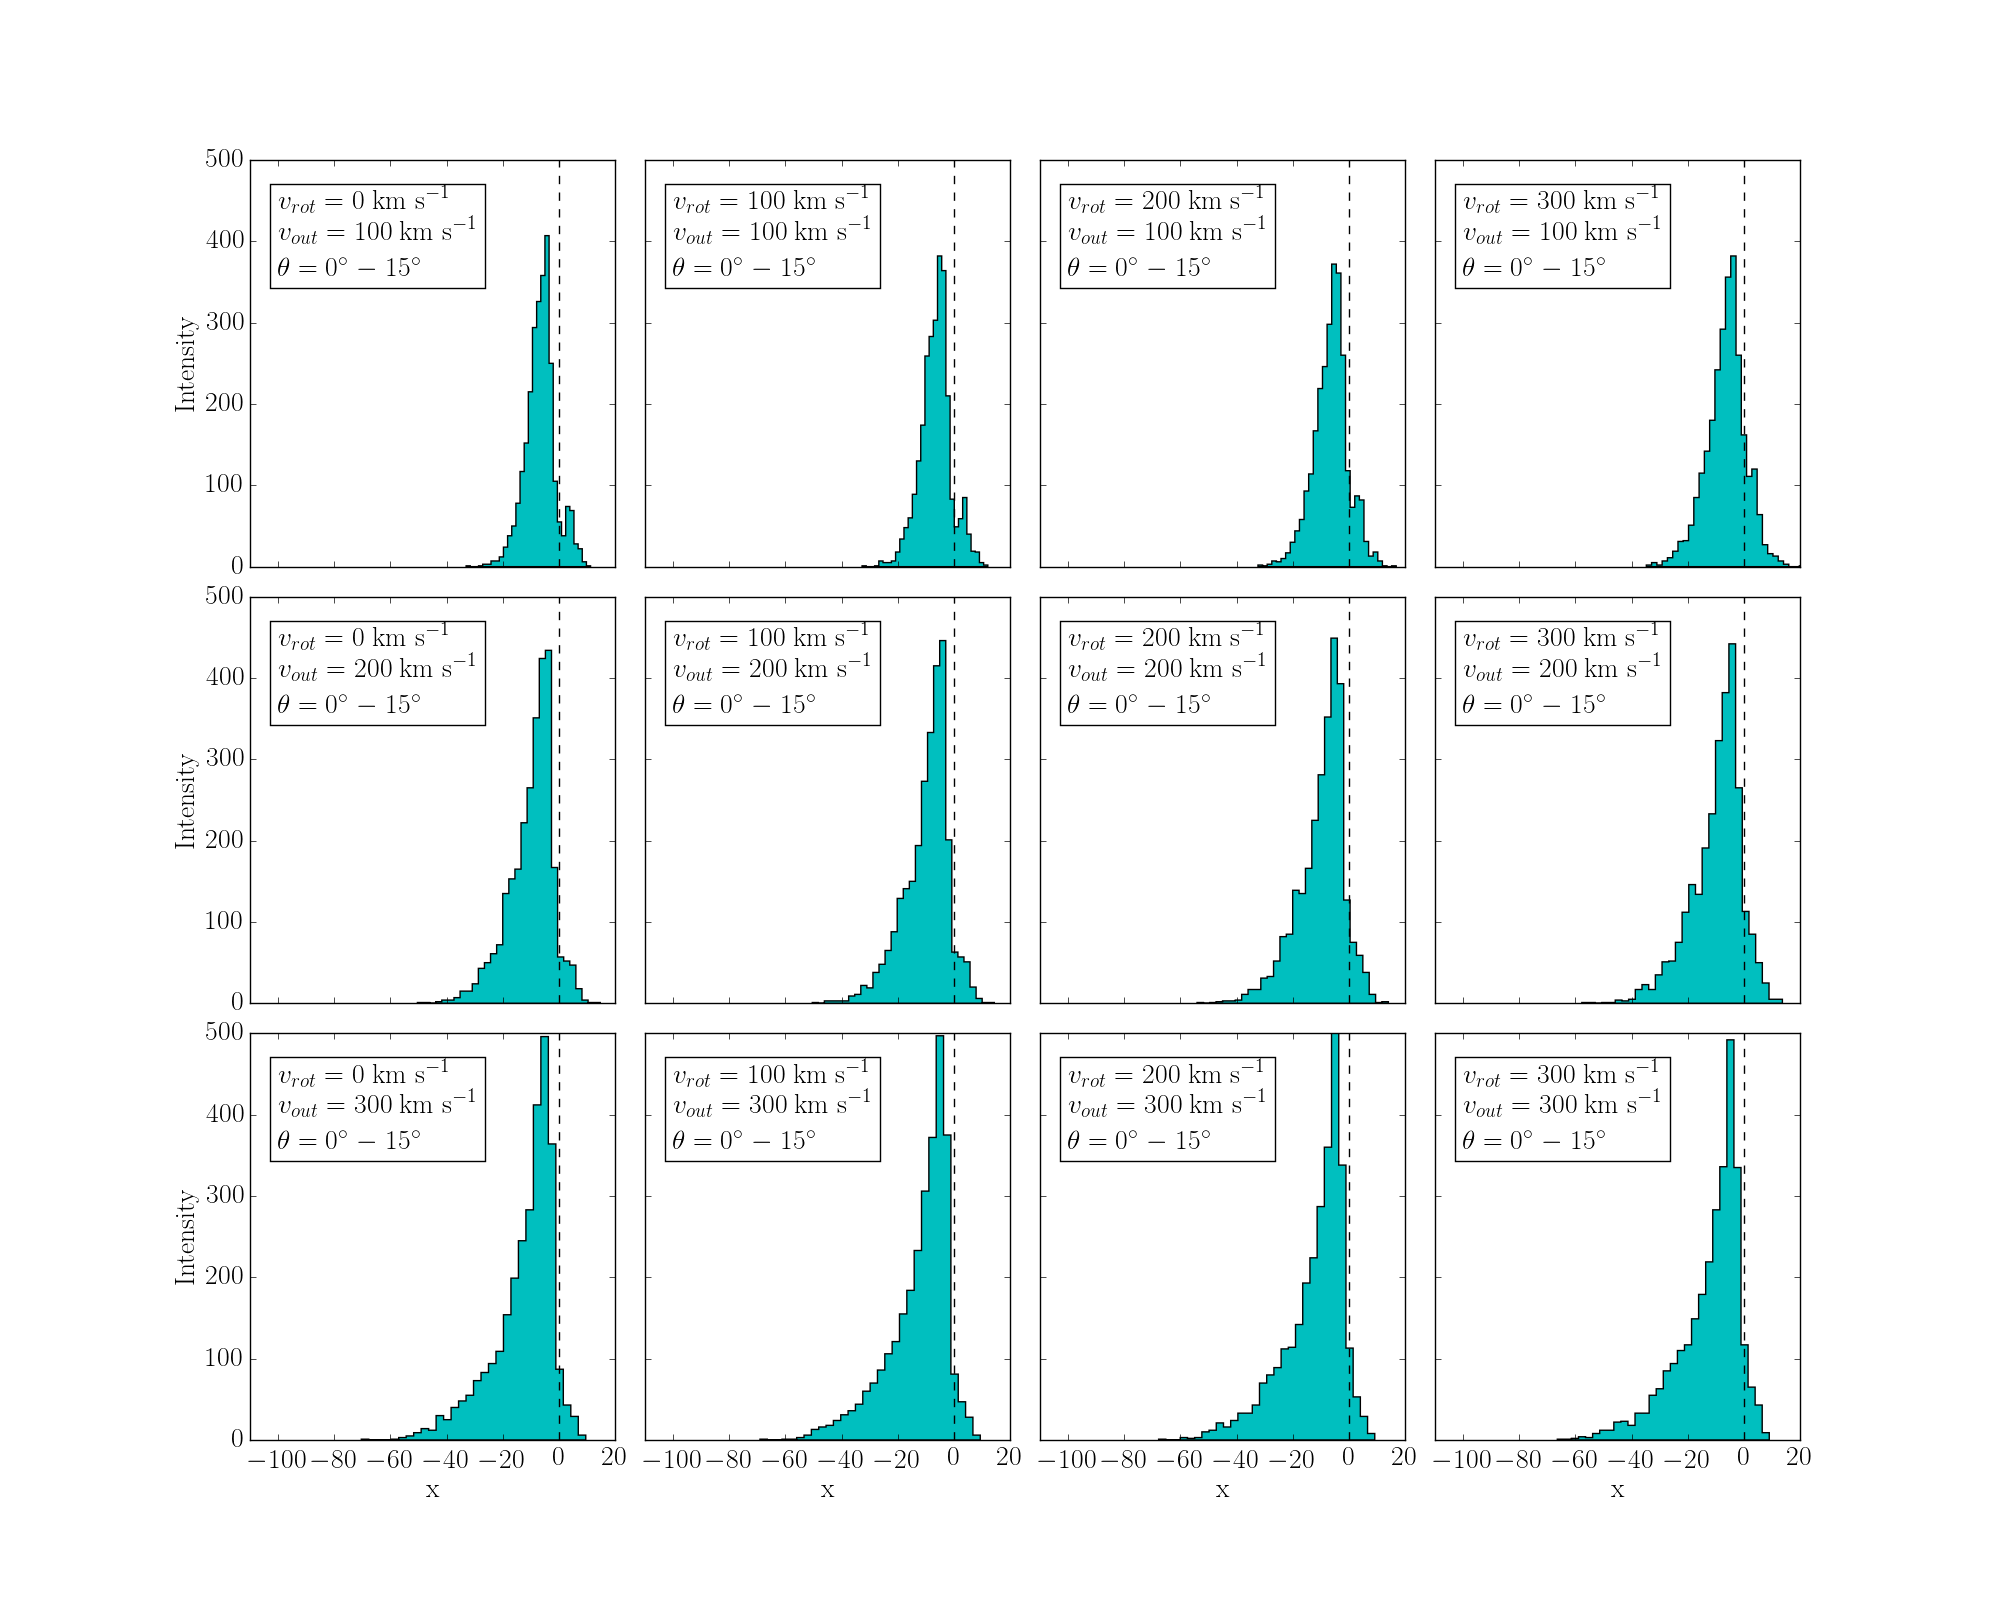 500
400
300
200
100
0
Intensity
v_rot = 0 km s⁻¹
v_out = 100 km s⁻¹
θ = 0° − 15°
v_rot = 100 km s⁻¹
v_out = 100 km s⁻¹
θ = 0° − 15°
v_rot = 200 km s⁻¹
v_out = 100 km s⁻¹
θ = 0° − 15°
v_rot = 300 km s⁻¹
v_out = 100 km s⁻¹
θ = 0° − 15°
500
400
300
200
100
0
Intensity
v_rot = 0 km s⁻¹
v_out = 200 km s⁻¹
θ = 0° − 15°
v_rot = 100 km s⁻¹
v_out = 200 km s⁻¹
θ = 0° − 15°
v_rot = 200 km s⁻¹
v_out = 200 km s⁻¹
θ = 0° − 15°
v_rot = 300 km s⁻¹
v_out = 200 km s⁻¹
θ = 0° − 15°
500
400
300
200
100
0
Intensity
v_rot = 0 km s⁻¹
v_out = 300 km s⁻¹
θ = 0° − 15°
v_rot = 100 km s⁻¹
v_out = 300 km s⁻¹
θ = 0° − 15°
v_rot = 200 km s⁻¹
v_out = 300 km s⁻¹
θ = 0° − 15°
v_rot = 300 km s⁻¹
v_out = 300 km s⁻¹
θ = 0° − 15°
−100 −80 −60 −40 −20 0 20
x
−100 −80 −60 −40 −20 0 20
x
−100 −80 −60 −40 −20 0 20
x
−100 −80 −60 −40 −20 0 20
x